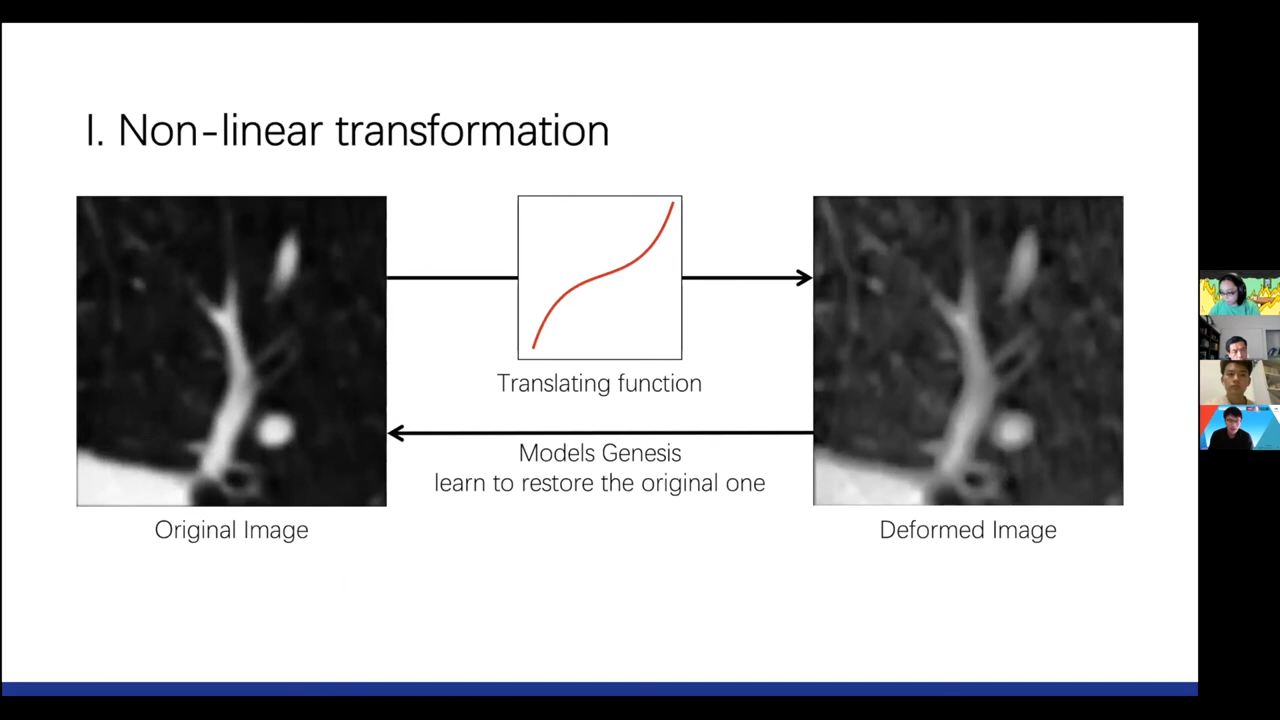 I. Non-linear transformation
Translating function
Models Genesis
learn to restore the original one
Original Image
Deformed Image